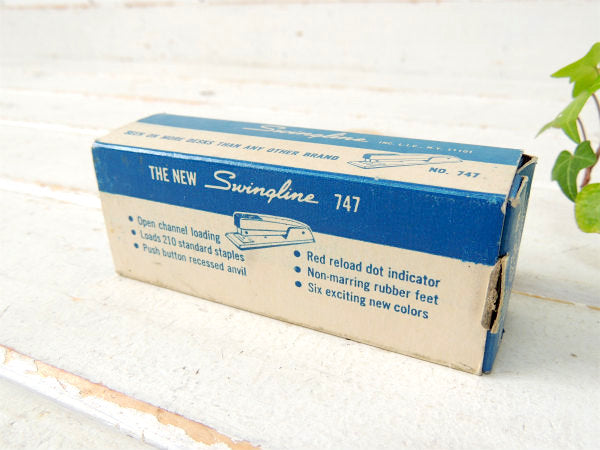 Swingline INC. L.I.C., N.Y. 11101
SEEN ON MORE DESKS THAN ANY OTHER BRAND
NO. 747
THE NEW Swingline 747
• Open channel loading
• Loads 210 standard staples
• Push button recessed anvil
• Red reload dot indicator
• Non-marring rubber feet
• Six exciting new colors